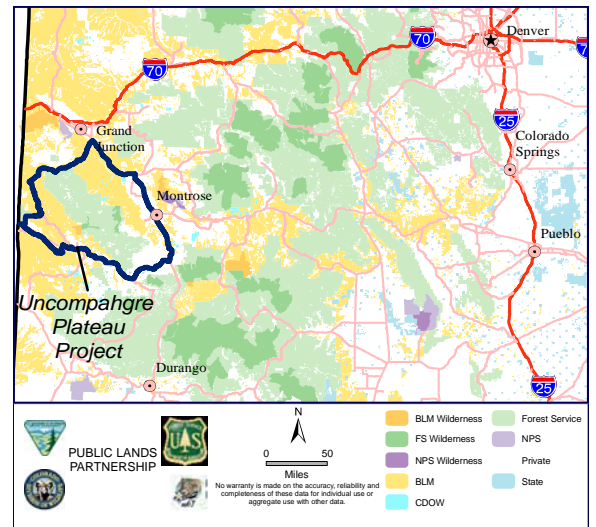 70
Denver
70
25
Grand
Junction
Colorado
Springs
Montrose
Pueblo
Uncompahgre
Plateau
Project
Durango
25
PUBLIC LANDS
PARTNERSHIP
UAS
N
0 50
Miles
No warranty is made on the accuracy, reliability and
completeness of these data for individual use or
aggregate use with other data.
BLM Wilderness
FS Wilderness
NPS Wilderness
BLM
CDOW
Forest Service
NPS
Private
State